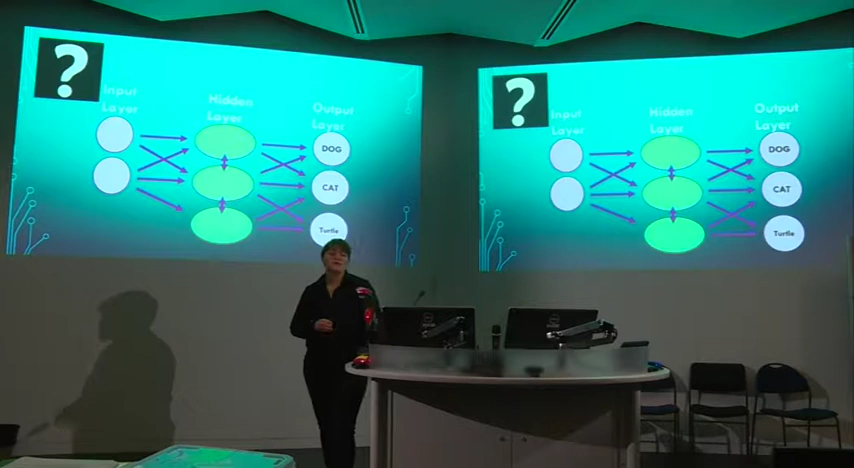 ?
Input
Layer
Hidden
Layer
Output
Layer
DOG
CAT
Turtle
?
Input
Layer
Hidden
Layer
Output
Layer
DOG
CAT
Turtle